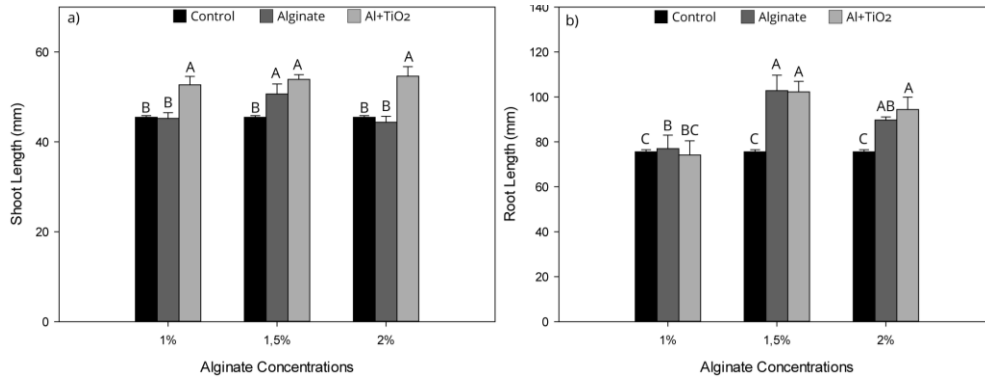 a)
Control Alginate Al+TiO2
60
40
20
0
Shoot Length (mm)
B B A
B A A
B B A
1% 1,5% 2%
Alginate Concentrations
b)
Control Alginate Al+TiO2
140
120
100
80
60
40
20
0
Root Length (mm)
C B BC
C A A
C AB A
1% 1,5% 2%
Alginate Concentrations